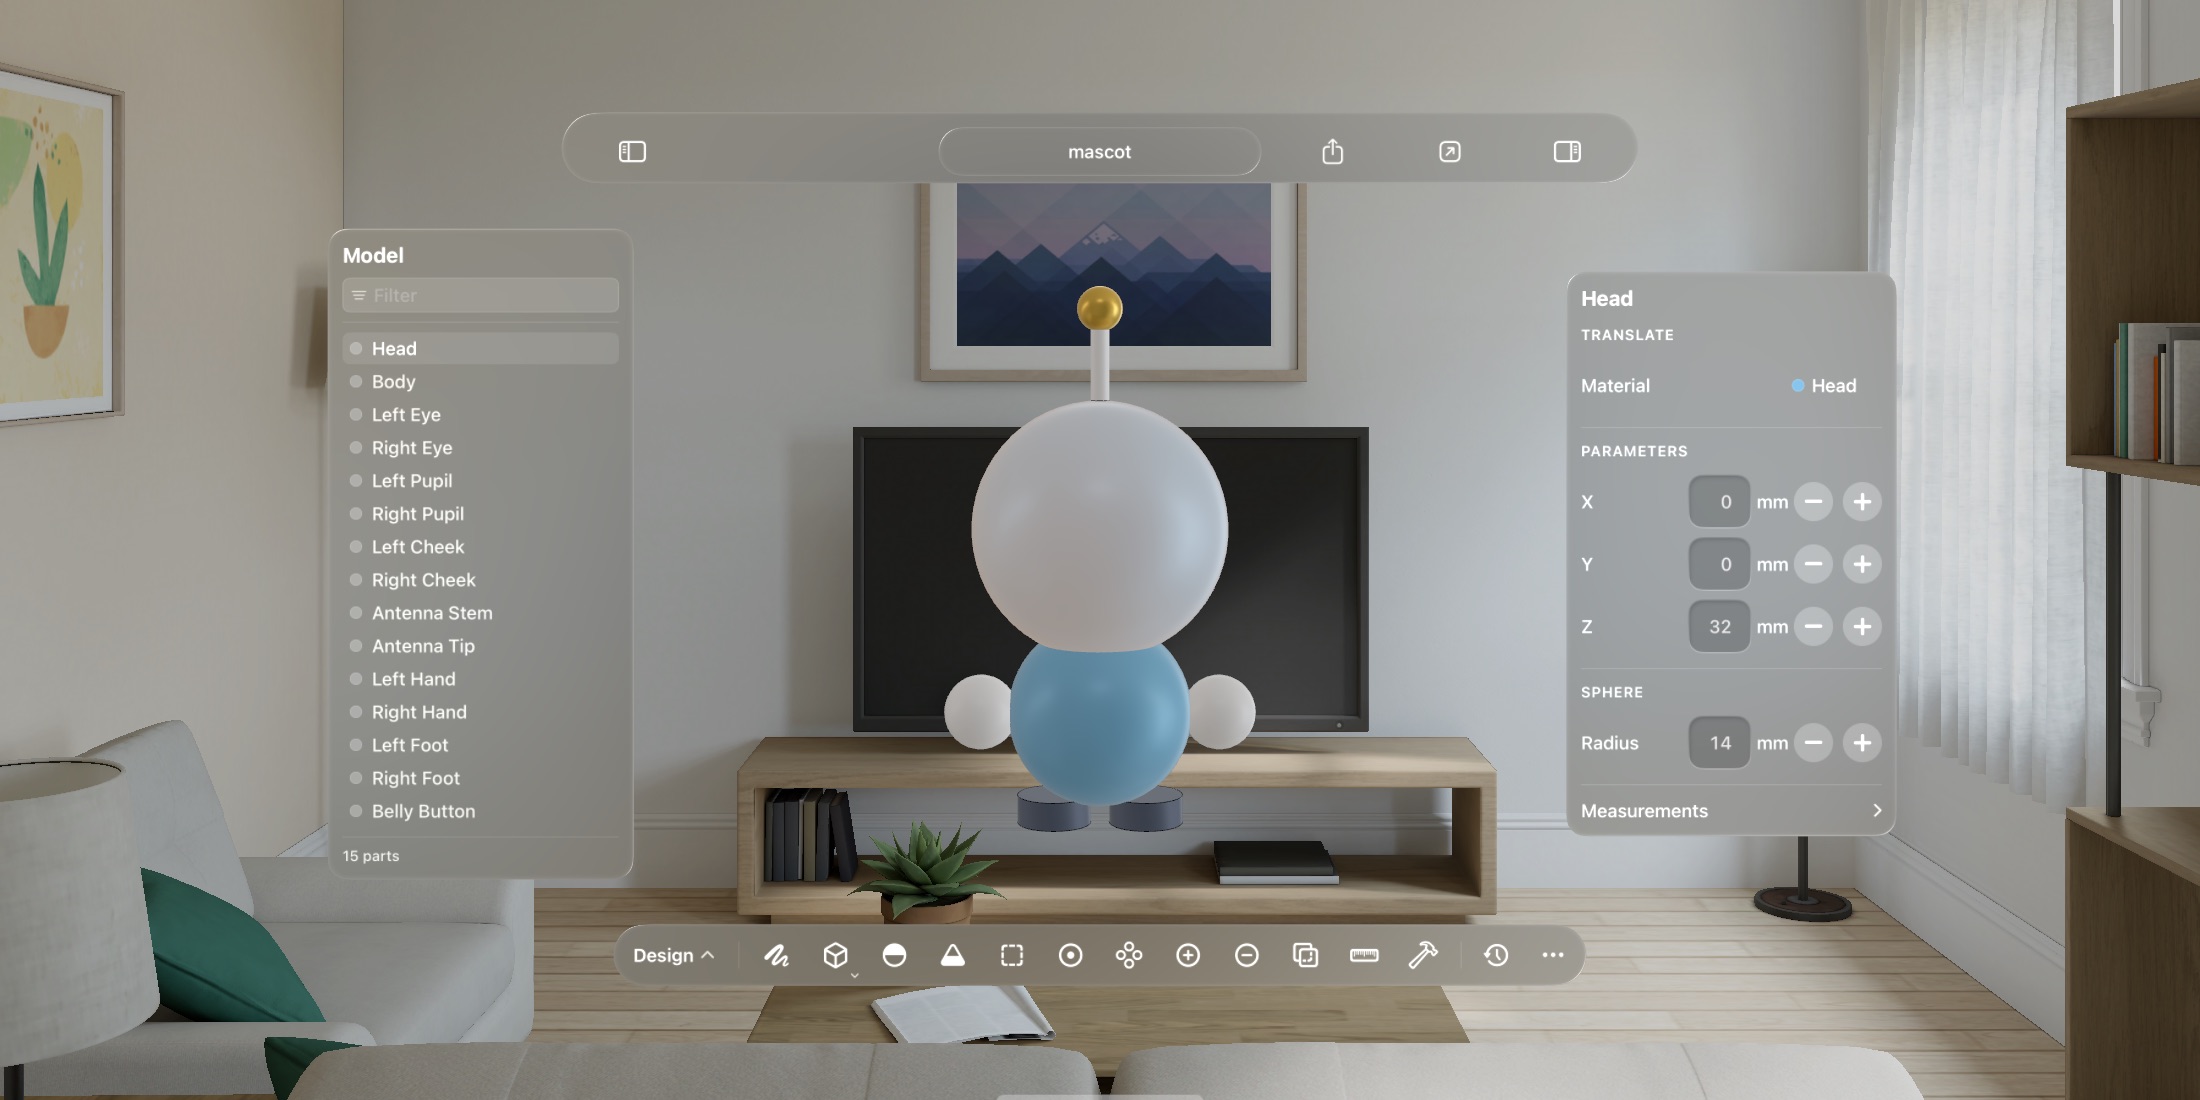 mascot
Model
Filter
Head
Body
Left Eye
Right Eye
Left Pupil
Right Pupil
Left Cheek
Right Cheek
Antenna Stem
Antenna Tip
Left Hand
Right Hand
Left Foot
Right Foot
Belly Button
15 parts
Head
TRANSLATE
Material Head
PARAMETERS
X 0 mm
Y 0 mm
Z 32 mm
SPHERE
Radius 14 mm
Measurements
Design